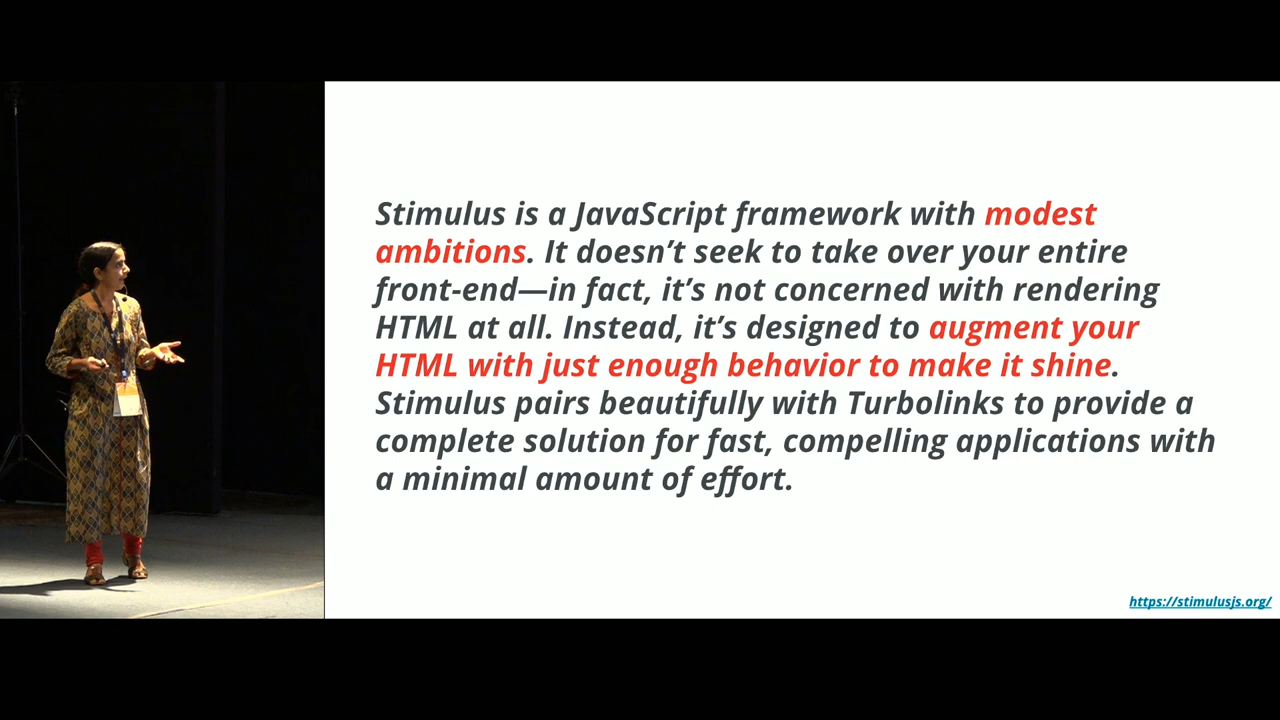 Stimulus is a JavaScript framework with modest
ambitions. It doesn’t seek to take over your entire
front-end—in fact, it’s not concerned with rendering
HTML at all. Instead, it’s designed to augment your
HTML with just enough behavior to make it shine.
Stimulus pairs beautifully with Turbolinks to provide a
complete solution for fast, compelling applications with
a minimal amount of effort.
https://stimulusjs.org/